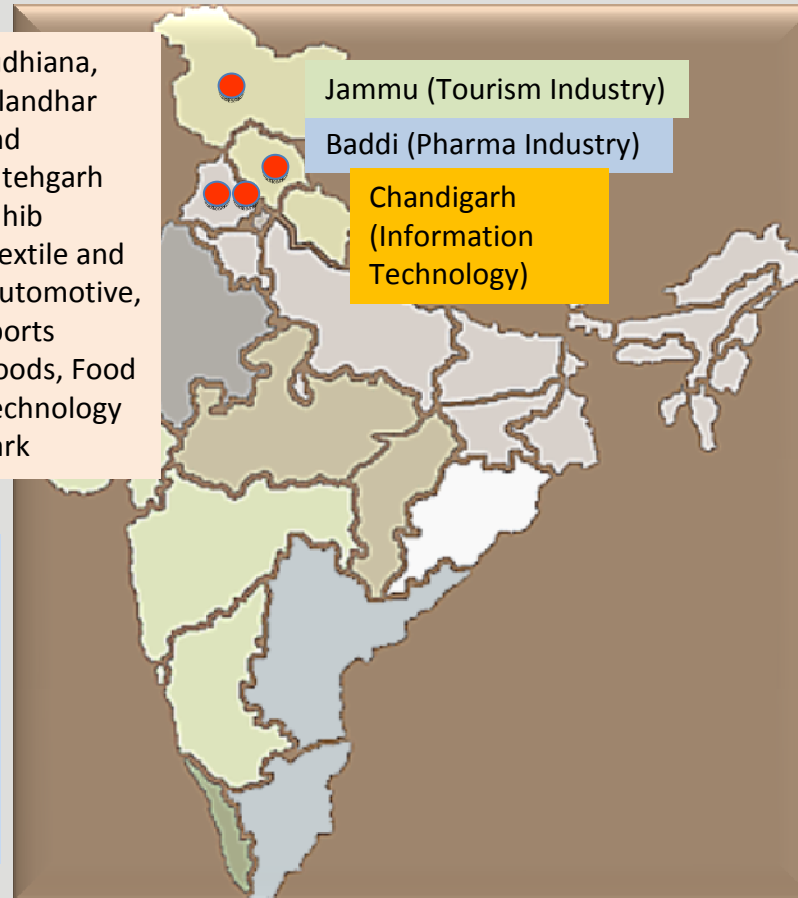 dhiana,
landhar
nd
tehgarh
hib
extile and
utomotive,
ports
oods, Food
echnology
ark
Jammu (Tourism Industry)
Baddi (Pharma Industry)
Chandigarh
(Information
Technology)